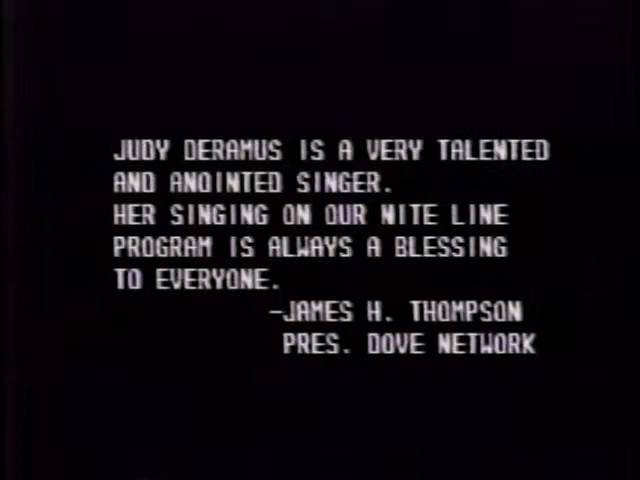 JUDY DERAMUS IS A VERY TALENTED
AND ANOINTED SINGER.
HER SINGING ON OUR NITE LINE
PROGRAM IS ALWAYS A BLESSING
TO EVERYONE.
-JAMES H. THOMPSON
PRES. DOVE NETWORK